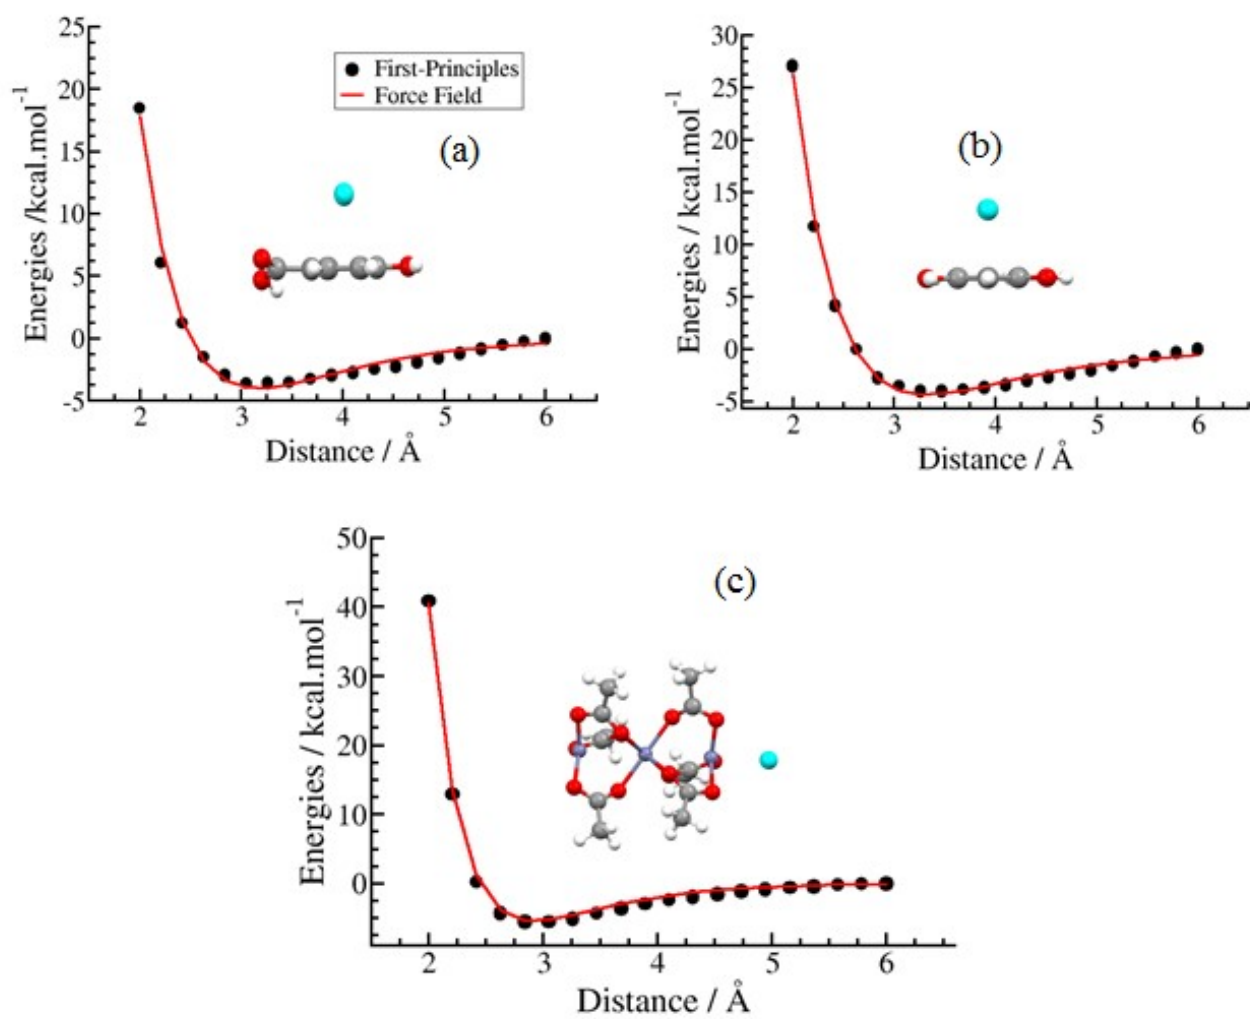 25
20
15
10
5
0
-5
Energies /kcal.mol-1
First-Principles
Force Field
(a)
2 3 4 5 6
Distance / Å
30
25
20
15
10
5
0
-5
Energies / kcal.mol-1
(b)
2 3 4 5 6
Distance / Å
50
40
30
20
10
0
Energies / kcal.mol-1
(c)
2 3 4 5 6
Distance / Å